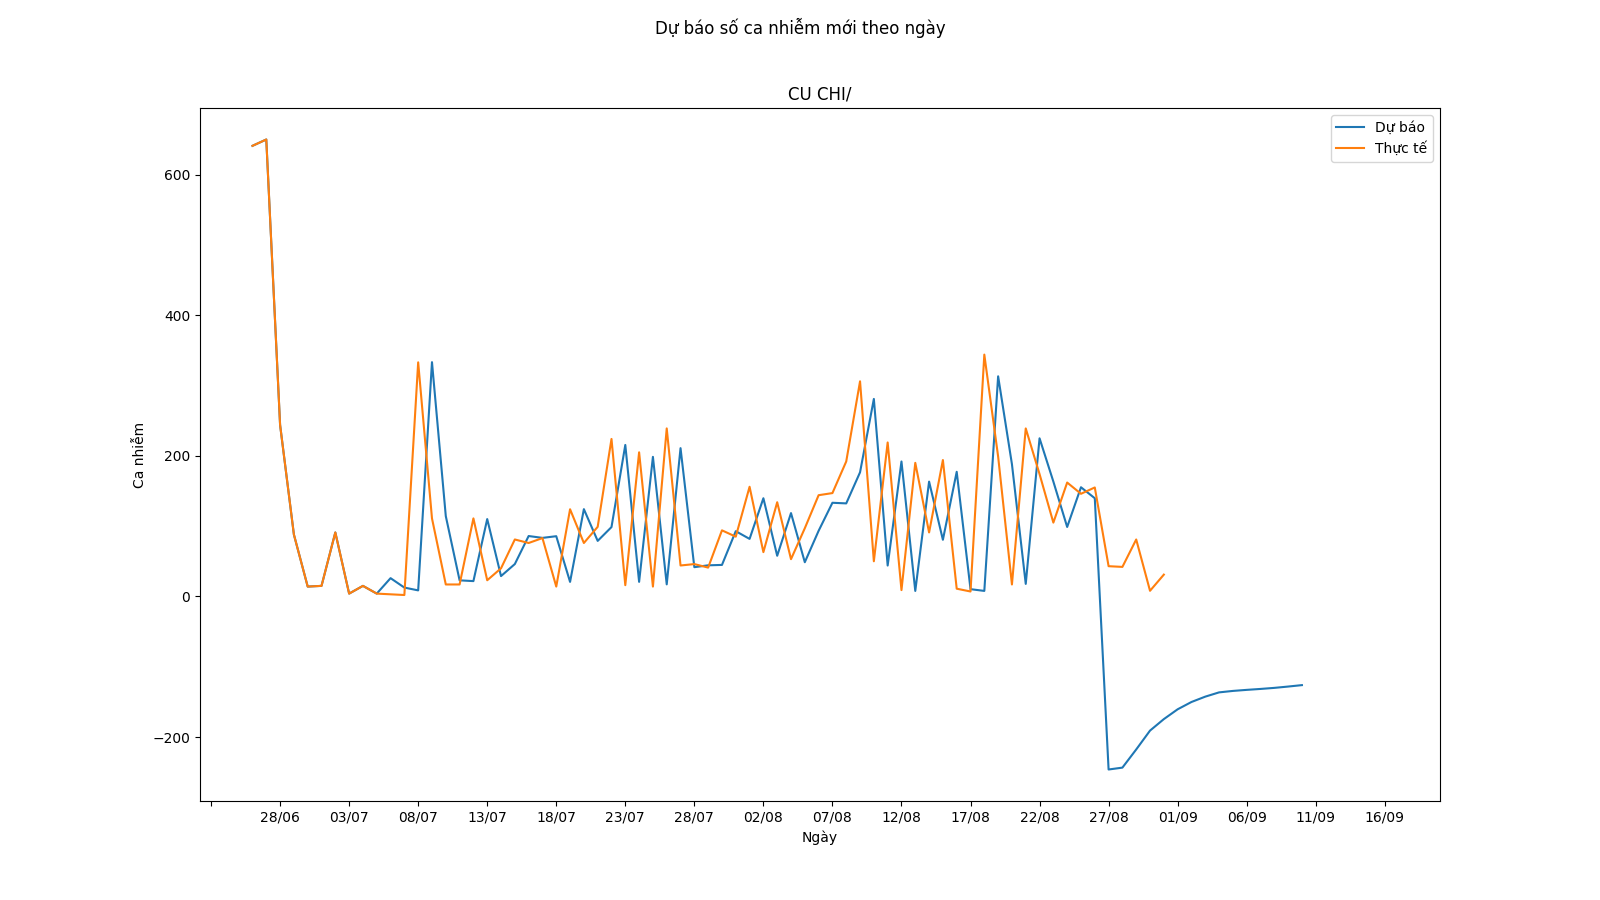 Dự báo số ca nhiễm mới theo ngày
CU CHI/
Dự báo
Thực tế
600
400
200
0
−200
Ca nhiễm
28/06 03/07 08/07 13/07 18/07 23/07 28/07 02/08 07/08 12/08 17/08 22/08 27/08 01/09 06/09 11/09 16/09
Ngày